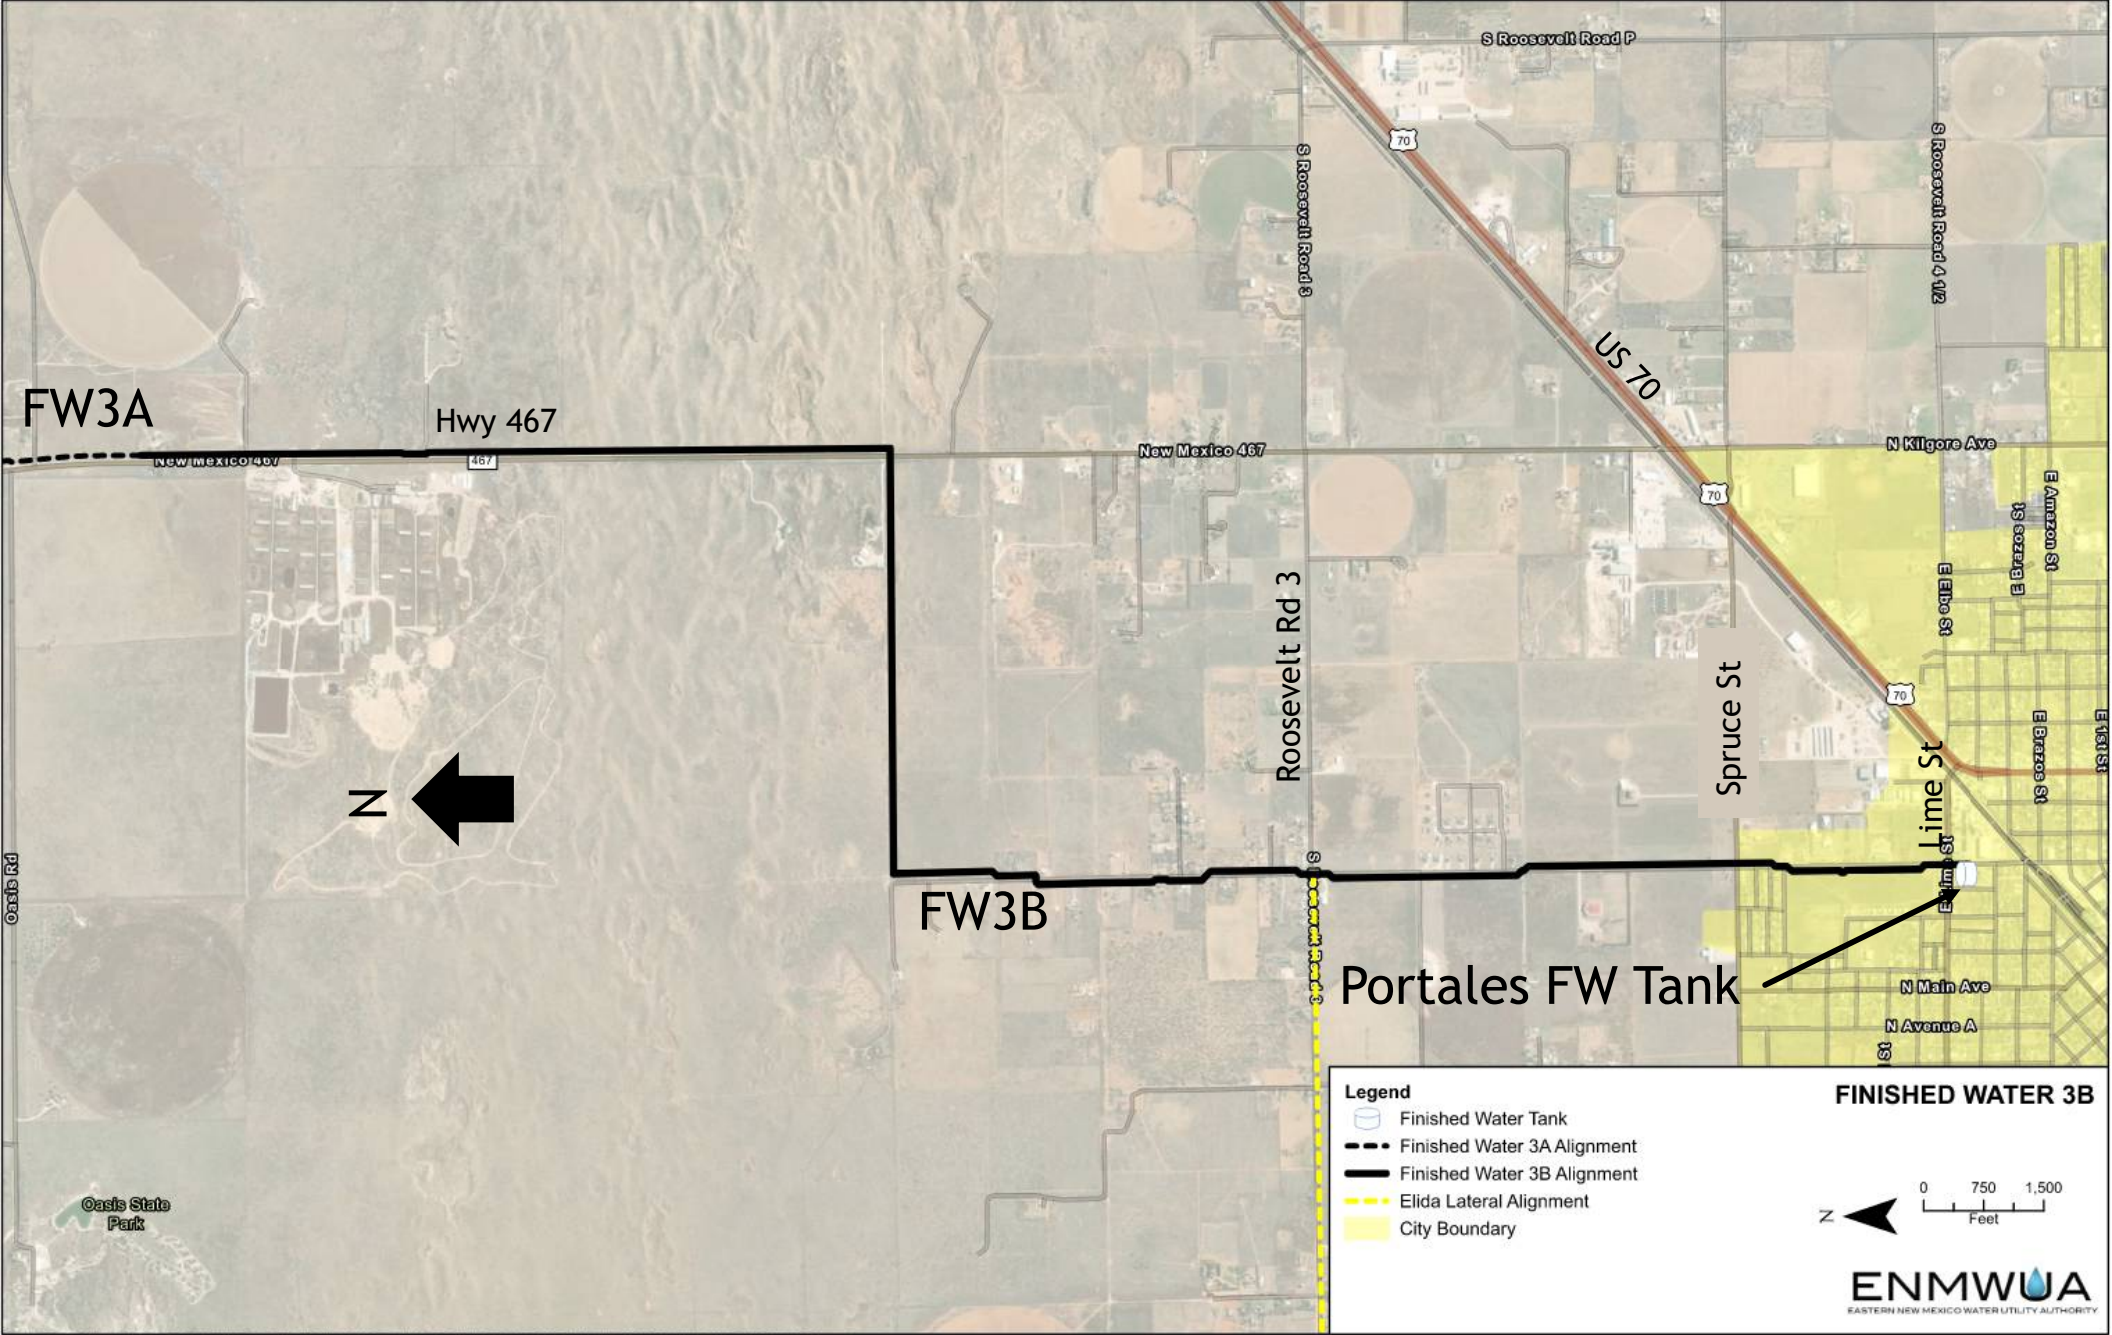 S Roosevelt Road P
70
S Roosevelt Road 3
S Roosevelt Road 4 1/2
US 70
FW3A
Hwy 467
New Mexico 467
467
New Mexico 467
N Kilgore Ave
70
E Amazon St
E Brazos St
E Elbe St
Roosevelt Rd 3
Spruce St
70
E Brazos St
E 1st St
Lime St
N
Oasis Rd
FW3B
E Lime St
Portales FW Tank
N Main Ave
N Avenue A
St
Oasis State
Park
Legend
Finished Water Tank
Finished Water 3A Alignment
Finished Water 3B Alignment
Elida Lateral Alignment
City Boundary
FINISHED WATER 3B
0 750 1,500
Feet
N
ENMWUA
EASTERN NEW MEXICO WATER UTILITY AUTHORITY